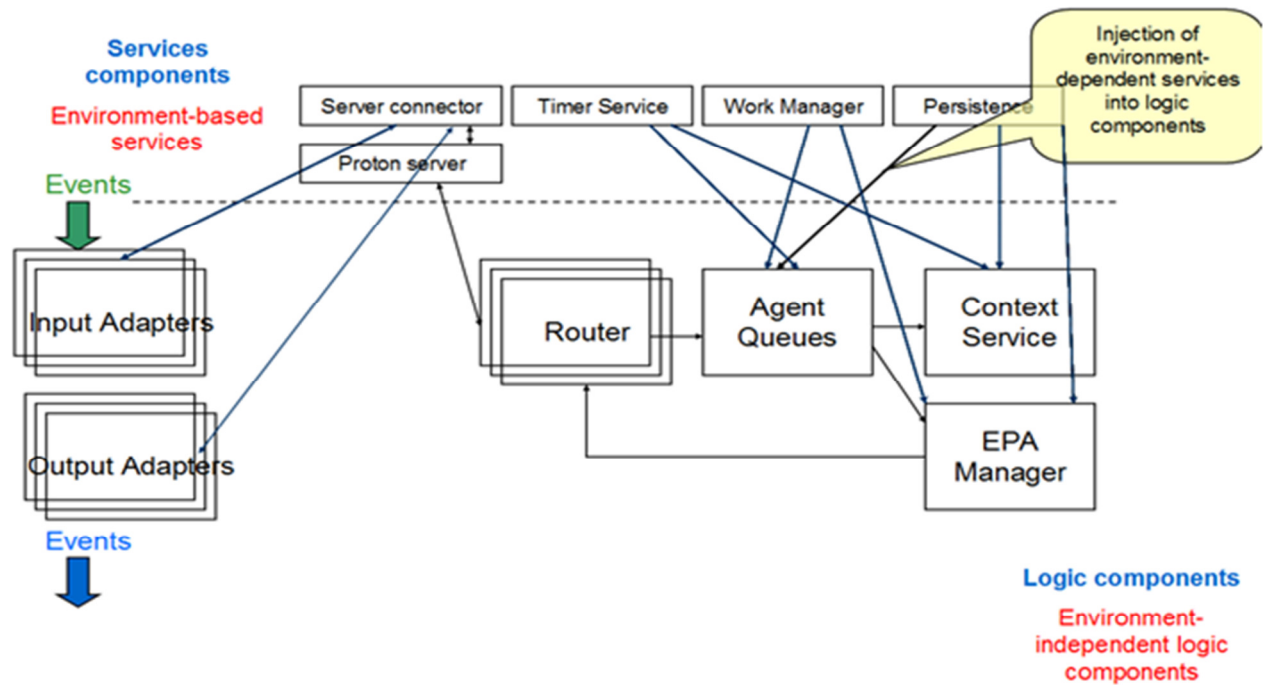 Services
components
Environment-based
services
Events
Server connector
Timer Service
Work Manager
Persistence
Proton server
Injection of
environment-
dependent services
into logic
components
Input Adapters
Router
Agent
Queues
Context
Service
Output Adapters
EPA
Manager
Events
Logic components
Environment-
independent logic
components